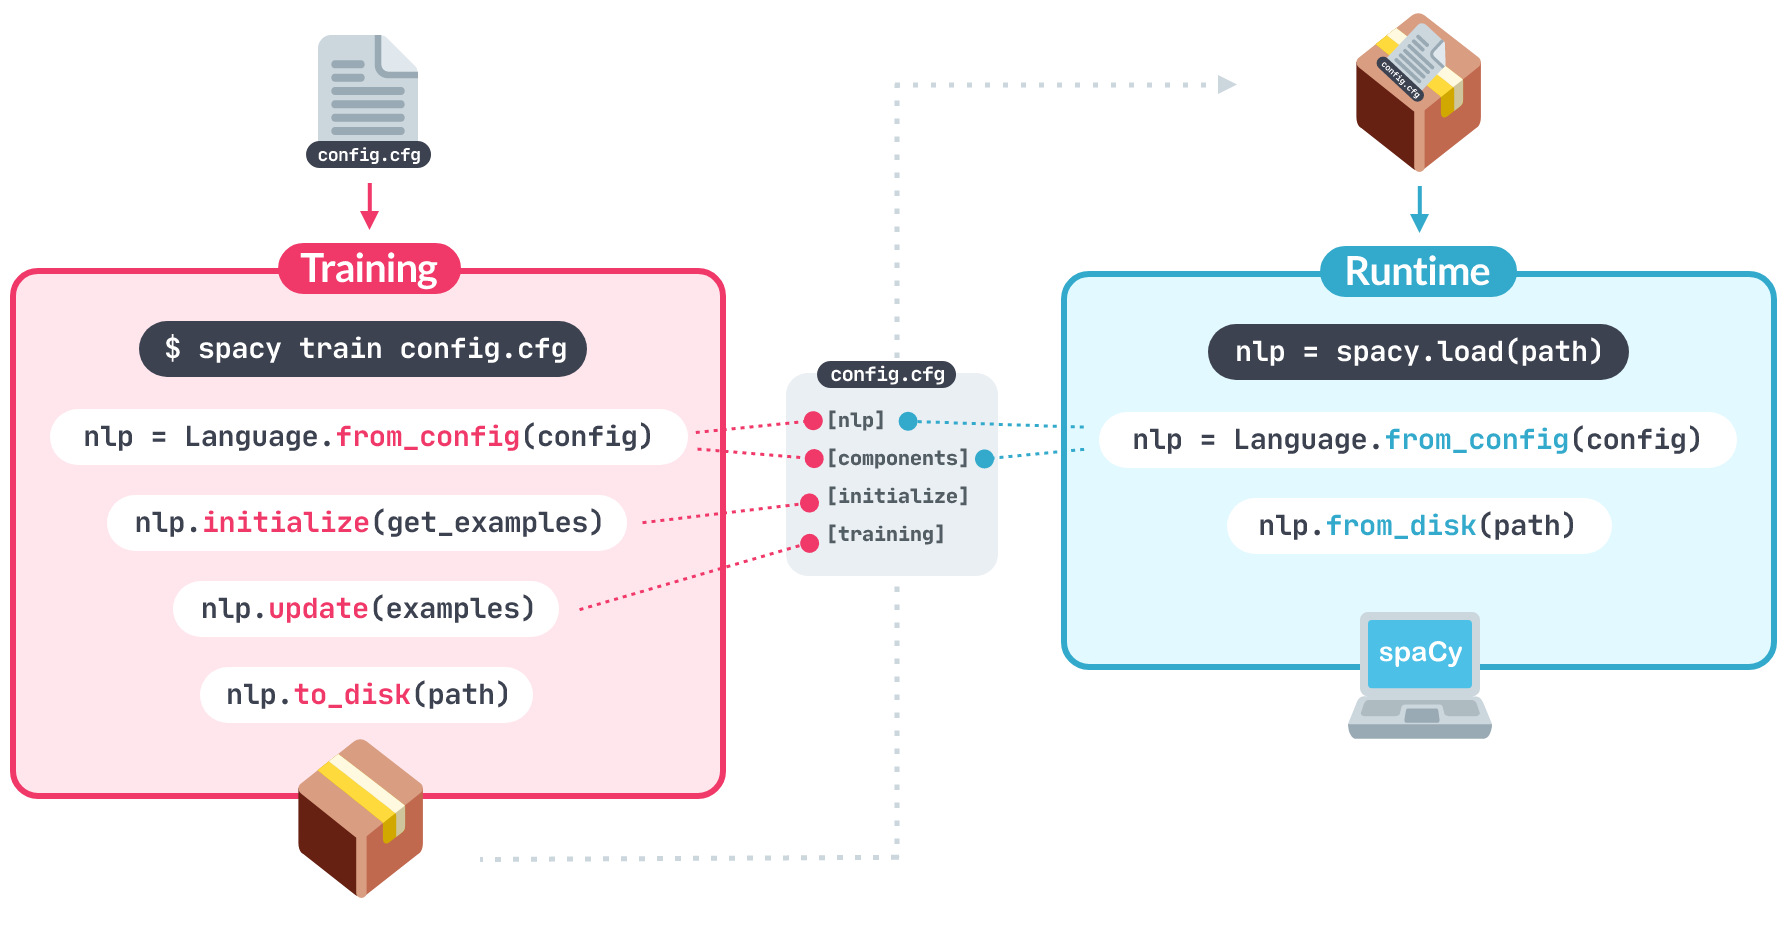 config.cfg
Training
$ spacy train config.cfg
nlp = Language.from_config(config)
nlp.initialize(get_examples)
nlp.update(examples)
nlp.to_disk(path)
config.cfg
[nlp]
[components]
[initialize]
[training]
config.cfg
Runtime
nlp = spacy.load(path)
nlp = Language.from_config(config)
nlp.from_disk(path)
spaCy